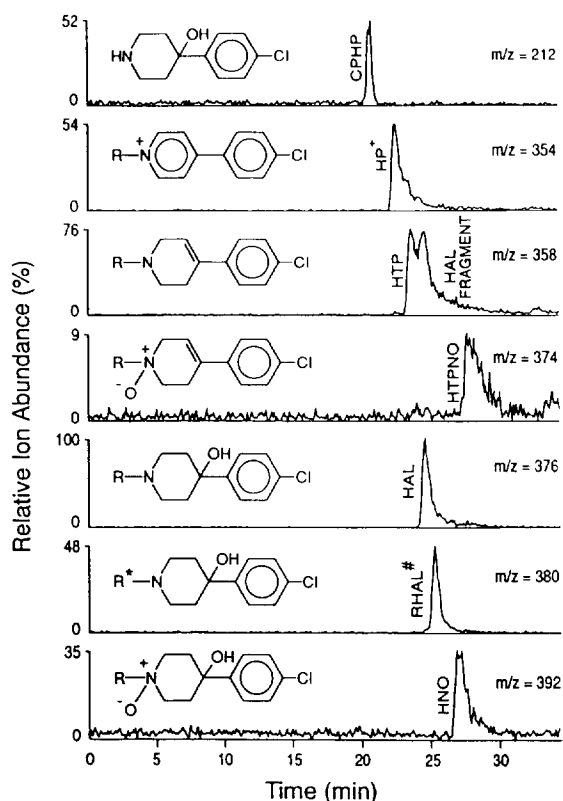 Relative Ion Abundance (%)
52
0
HN
OH
Cl
CPHP
m/z = 212
54
0
R-N
+
Cl
HP+
m/z = 354
76
0
R-N
Cl
HTP
HAL
FRAGMENT
m/z = 358
9
0
R-N
+
-O
Cl
HTPNO
m/z = 374
100
0
R-N
OH
Cl
HAL
m/z = 376
48
0
R*-N
OH
Cl
RHAL#
m/z = 380
35
0
R-N
+
-O
OH
Cl
HNO
m/z = 392
0 5 10 15 20 25 30
Time (min)